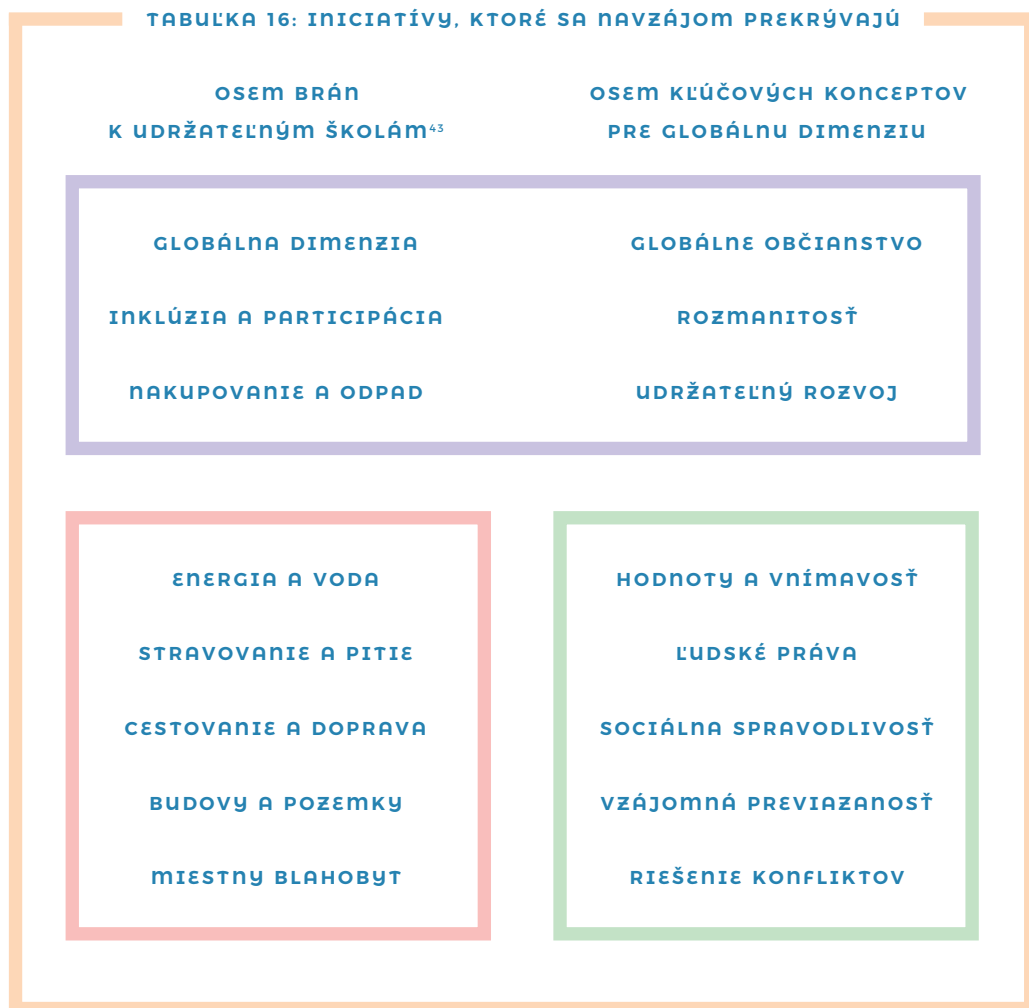 TABUĽKA 16: INICIATÍVY, KTORÉ SA NAVZÁJOM PREKRÝVAJÚ
OSEM BRÁN
K UDRŽATEĽNÝM ŠKOLÁM⁴³
OSEM KĽÚČOVÝCH KONCEPTOV
PRE GLOBÁLNU DIMENZIU
GLOBÁLNA DIMENZIA
GLOBÁLNE OBČIANSTVO
INKLÚZIA A PARTICIPÁCIA
ROZMANITOSŤ
NAKUPOVANIE A ODPAD
UDRŽATEĽNÝ ROZVOJ
ENERGIA A VODA
STRAVOVANIE A PITIE
CESTOVANIE A DOPRAVA
BUDOVY A POZEMKY
MIESTNY BLAHOBYT
HODNOTY A VNÍMAVOSŤ
ĽUDSKÉ PRÁVA
SOCIÁLNA SPRAVODLIVOSŤ
VZÁJOMNÁ PREVIAZANOSŤ
RIEŠENIE KONFLIKTOV